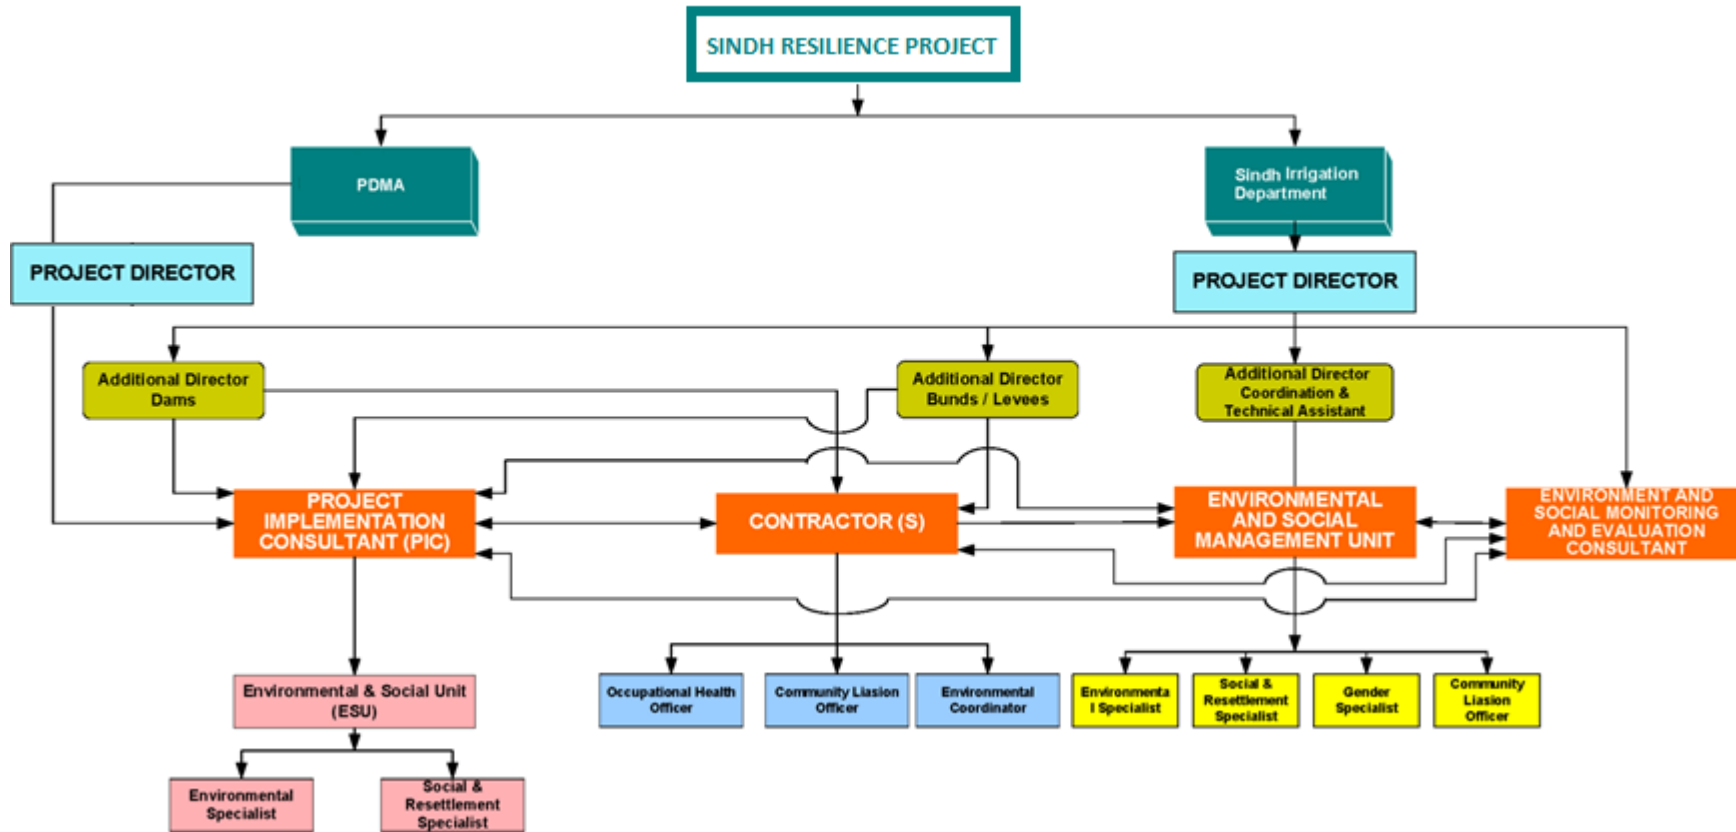 SINDH RESILIENCE PROJECT
PDMA
Sindh Irrigation
Department
PROJECT DIRECTOR
PROJECT DIRECTOR
Additional Director
Dams
Additional Director
Bunds / Levees
Additional Director
Coordination &
Technical Assistant
PROJECT
IMPLEMENTATION
CONSULTANT (PIC)
CONTRACTOR (S)
ENVIRONMENTAL
AND SOCIAL
MANAGEMENT UNIT
ENVIRONMENT AND
SOCIAL MONITORING
AND EVALUATION
CONSULTANT
Environmental & Social Unit
(ESU)
Occupational Health
Officer
Community Liasion
Officer
Environmental
Coordinator
Environmenta
l Specialist
Social &
Resettlement
Specialist
Gender
Specialist
Community
Liasion
Officer
Environmental
Specialist
Social &
Resettlement
Specialist